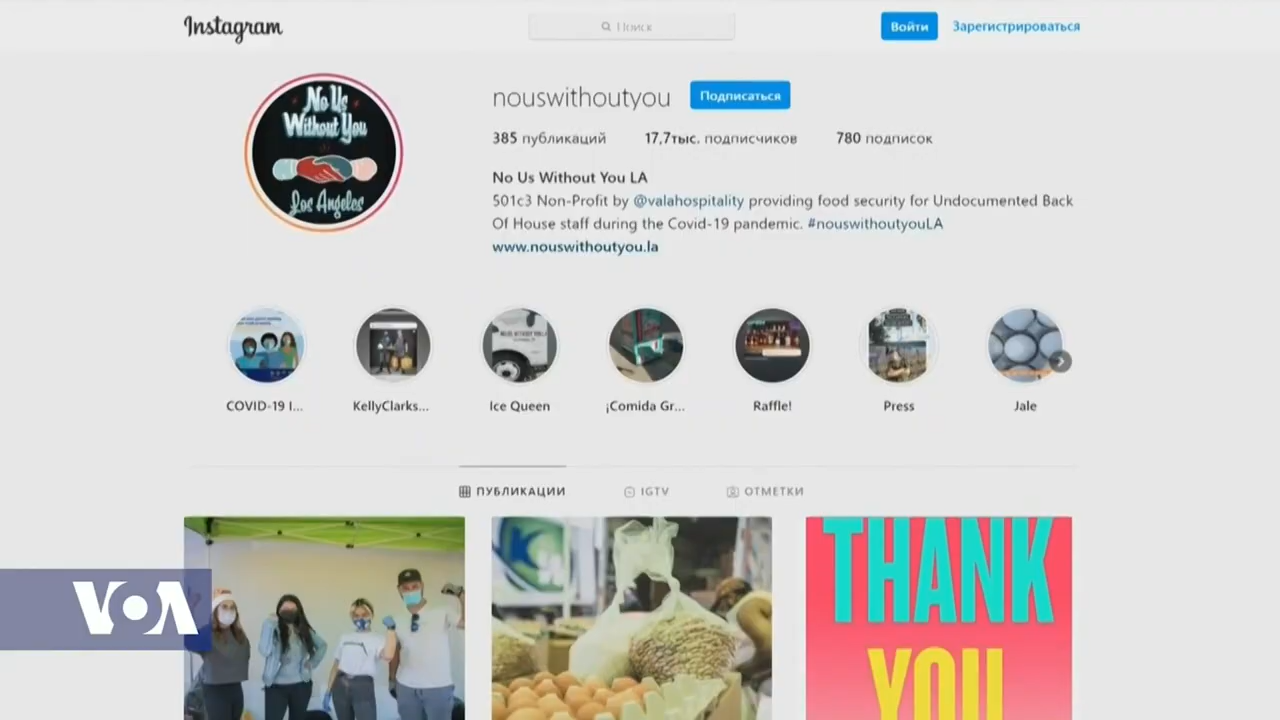 Instagram
Поиск
Войти
Зарегистрироваться
No Us
Without You
Los Angeles
nouswithoutyou
Подписаться
385 публикаций 17,7тыс. подписчиков 780 подписок
No Us Without You LA
501c3 Non-Profit by @valahospitality providing food security for Undocumented Back
Of House staff during the Covid-19 pandemic. #nouswithoutyouLA
www.nouswithoutyou.la
COVID-19 I... KellyClarks... Ice Queen ¡Comida Gr... Raffle! Press Jale
ПУБЛИКАЦИИ IGTV ОТМЕТКИ
THANK
YOU
VOA